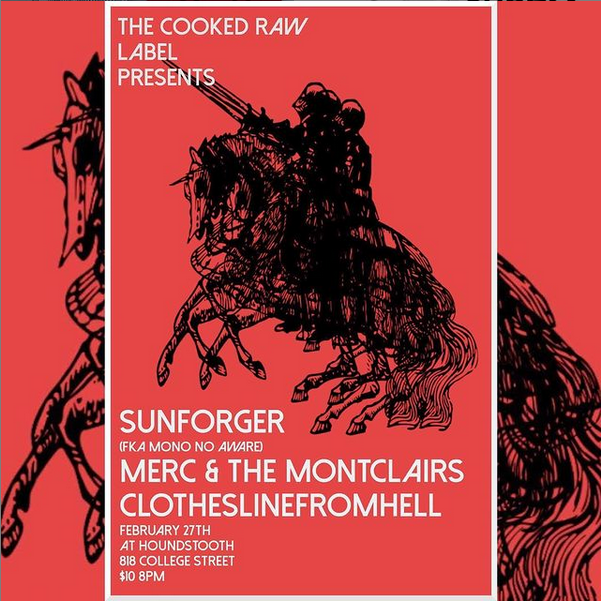 THE COOKED RAW
LABEL
PRESENTS
SUNFORGER
(FKA MONO NO AWARE)
MERC & THE MONTCLAIRS
CLOTHESLINEFROMHELL
FEBRUARY 27TH
AT HOUNDSTOOTH
818 COLLEGE STREET
$10 8PM